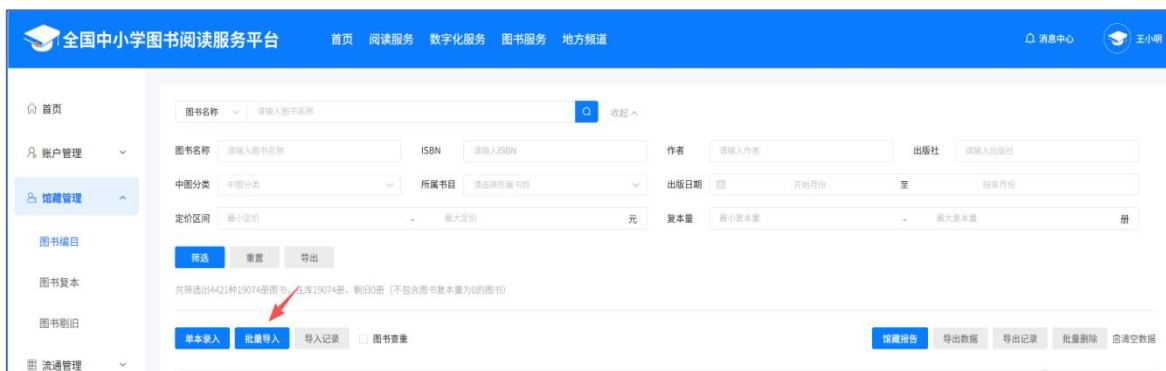 全国中小学图书阅读服务平台 首页 阅读服务 数字化服务 图书服务 地方频道 消息中心 王小明
首页
账户管理
馆藏管理
图书编目
图书复本
图书剔旧
流通管理
图书名称 请输入图书名称 收起
图书名称 请输入图书名称 ISBN 请输入ISBN 作者 请输入作者 出版社 请输入出版社
中图分类 中图分类 所属书目 请选择所属书目 出版日期 开始月份 至 结束月份
定价区间 最小定价 - 最大定价 元 复本量 最小复本量 - 最大复本量 册
筛选 重置 导出
共筛选出4421种19074册图书，在库19074册，剔旧0册（不包含图书复本量为0的图书）
单本录入 批量导入 导入记录 图书查重 馆藏报告 导出数据 导出记录 批量删除 清空数据